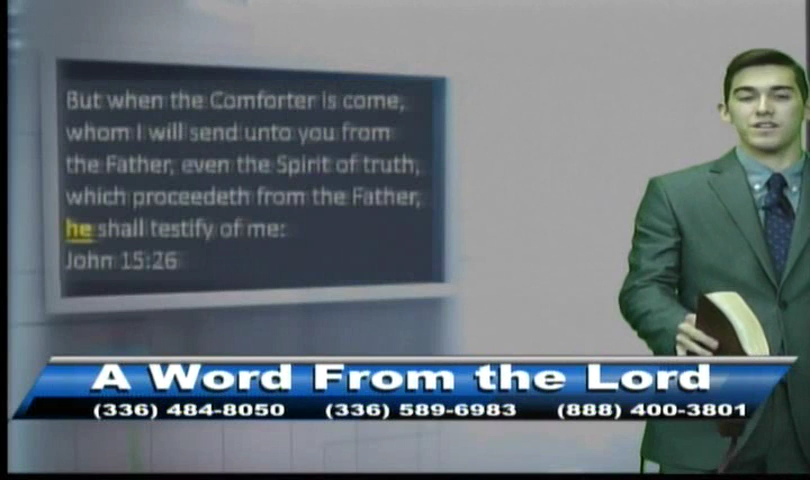 But when the Comforter is come,
whom I will send unto you from
the Father, even the Spirit of truth,
which proceedeth from the Father,
he shall testify of me:
John 15:26
A Word From the Lord
(336) 484-8050 (336) 589-6983 (888) 400-3801